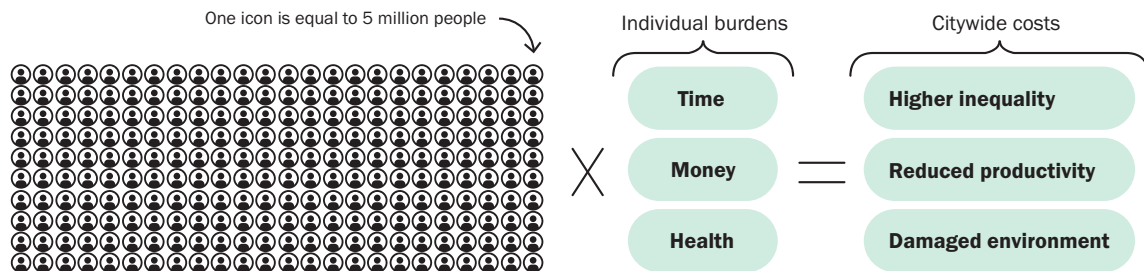 One icon is equal to 5 million people
Individual burdens
Citywide costs
Time
Higher inequality
Money
Reduced productivity
Health
Damaged environment